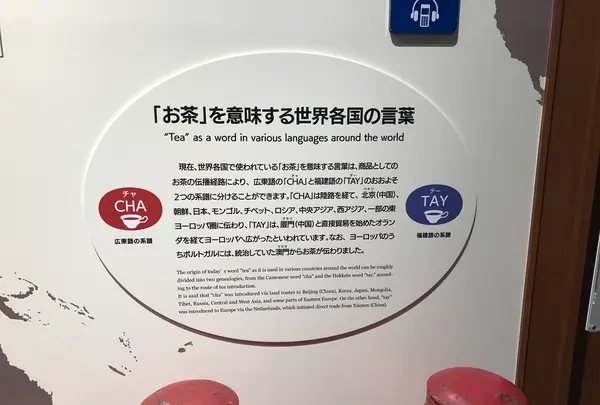 「お茶」を意味する世界各国の言葉
"Tea" as a word in various languages around the world
現在、世界各国で使われている「お茶」を意味する言葉は、商品としての
お茶の伝播経路により、広東語の「CHA」と福建語の「TAY」のおおよそ
2つの系譜に分けることができます。「CHA」は陸路を経て、北京(中国)、
朝鮮、日本、モンゴル、チベット、ロシア、中央アジア、西アジア、一部の東
ヨーロッパ圏に伝わり、「TAY」は、厦門(中国)と直接貿易を始めたオラン
ダを経てヨーロッパへ広がったといわれています。なお、ヨーロッパのう
ちポルトガルには、統治していた澳門からお茶が伝わりました。
チャ
CHA
広東語の系譜
テー
TAY
福建語の系譜
The origin of today' s word "tea" as it is used in various countries around the world can be roughly
divided into two genealogies, from the Cantonese word "cha" and the Hokkien word "tay," accord-
ing to the route of tea introduction.
It is said that "cha" was introduced via land routes to Beijing (China), Korea, Japan, Mongolia,
Tibet, Russia, Central and West Asia, and some parts of Eastern Europe. On the other hand, "tay"
was introduced to Europe via the Netherlands, which initiated direct trade from Xiamen (China).